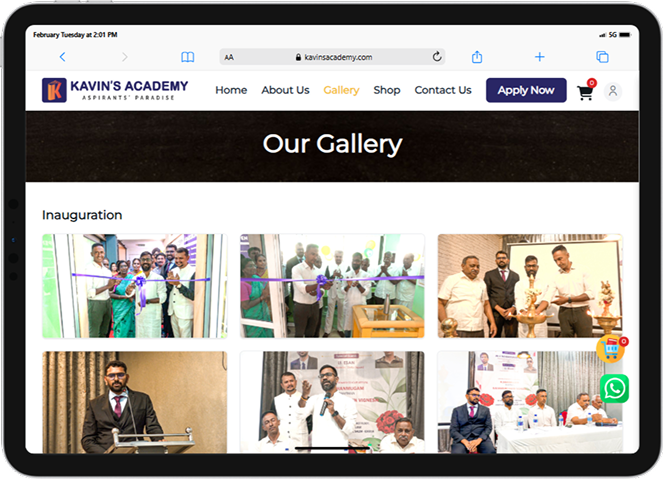 February Tuesday at 2:01 PM
5G
AA
kavinsacademy.com
KAVIN'S ACADEMY
ASPIRANTS' PARADISE
Home About Us Gallery Shop Contact Us Apply Now 0
Our Gallery
Inauguration
0